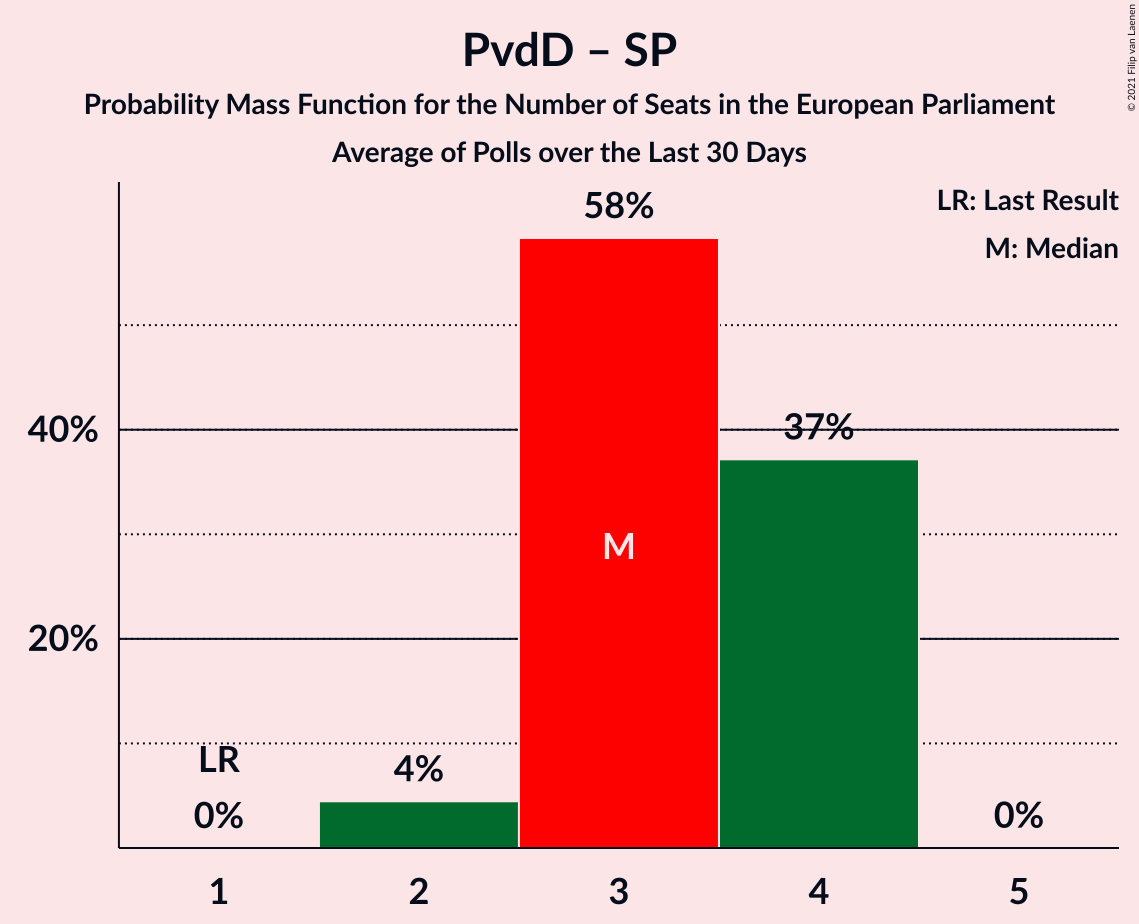 PvdD – SP
Probability Mass Function for the Number of Seats in the European Parliament
Average of Polls over the Last 30 Days
© 2021 Filip van Laenen
LR: Last Result
M: Median
58%
40%
37%
M
20%
LR
4%
0%
0%
1 2 3 4 5